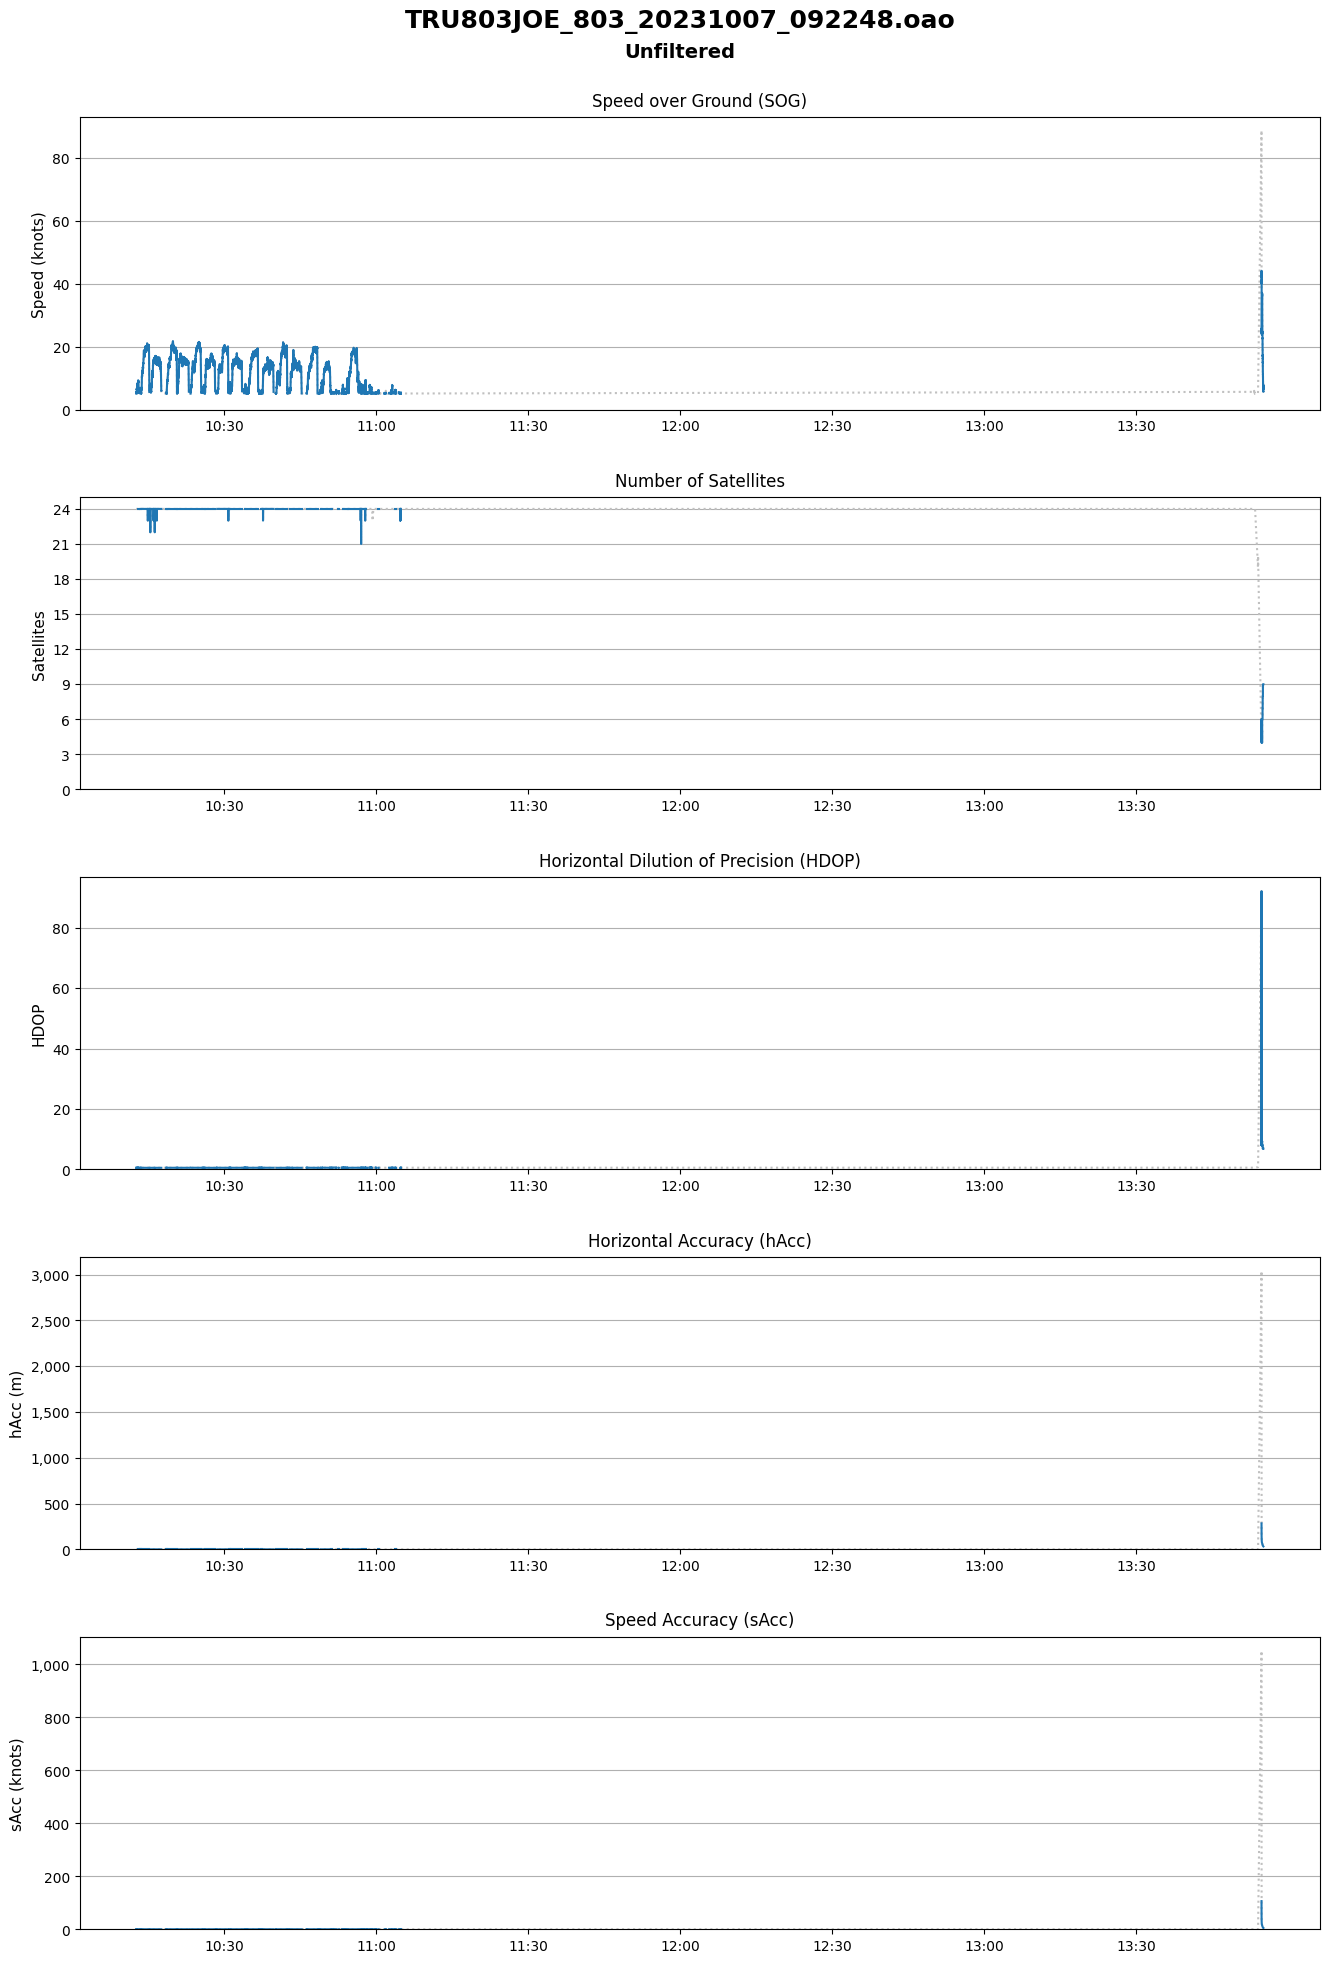 TRU803JOE_803_20231007_092248.oao
Unfiltered
Speed over Ground (SOG)
Speed (knots)
80
60
40
20
0
10:30 11:00 11:30 12:00 12:30 13:00 13:30
Number of Satellites
Satellites
24
21
18
15
12
9
6
3
0
10:30 11:00 11:30 12:00 12:30 13:00 13:30
Horizontal Dilution of Precision (HDOP)
HDOP
80
60
40
20
0
10:30 11:00 11:30 12:00 12:30 13:00 13:30
Horizontal Accuracy (hAcc)
hAcc (m)
3,000
2,500
2,000
1,500
1,000
500
0
10:30 11:00 11:30 12:00 12:30 13:00 13:30
Speed Accuracy (sAcc)
sAcc (knots)
1,000
800
600
400
200
0
10:30 11:00 11:30 12:00 12:30 13:00 13:30